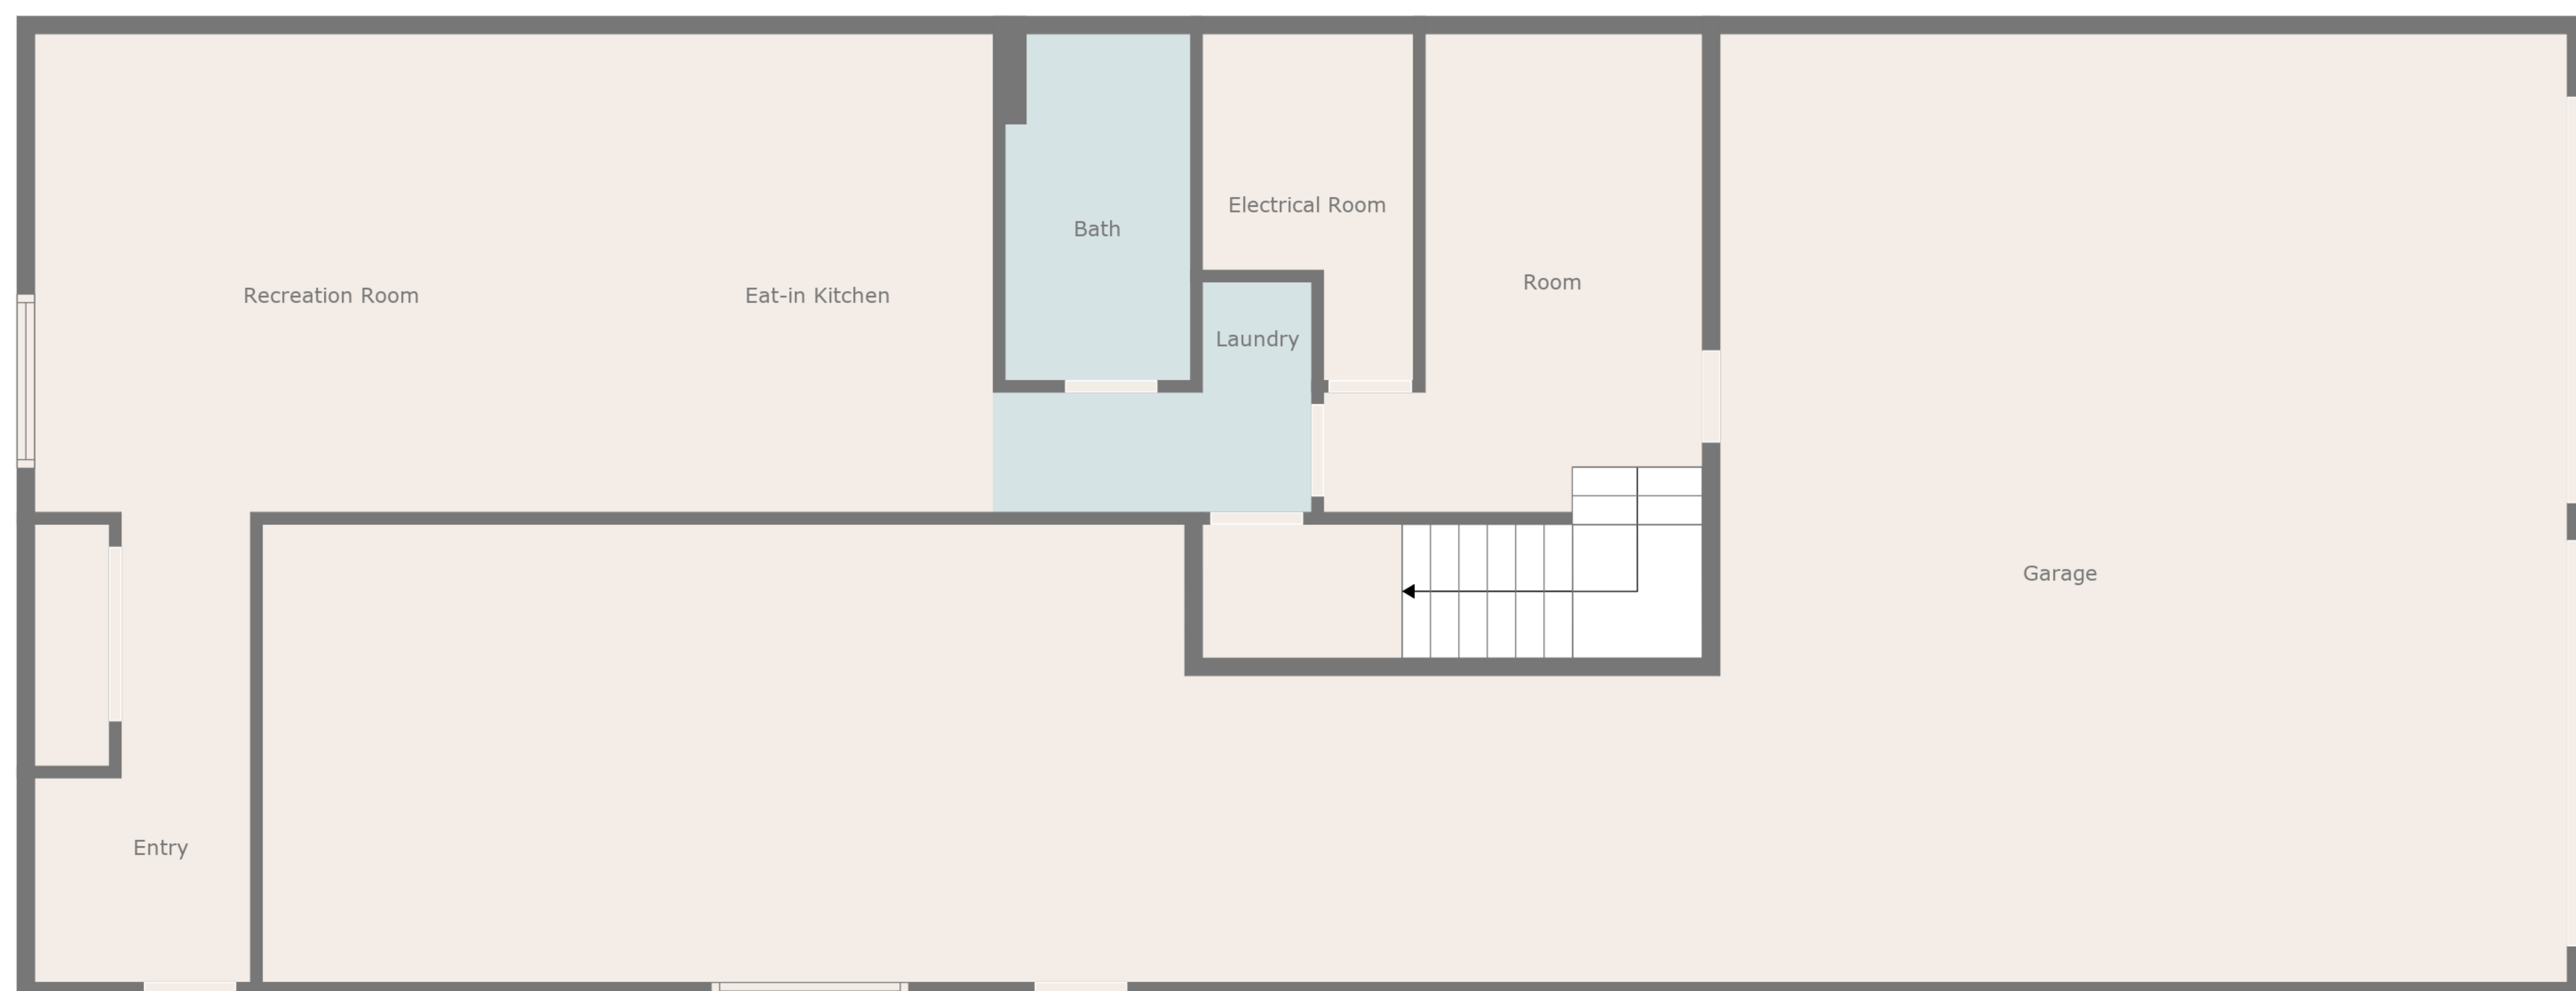 Electrical Room
Bath
Room
Recreation Room
Eat-in Kitchen
Laundry
Garage
Entry